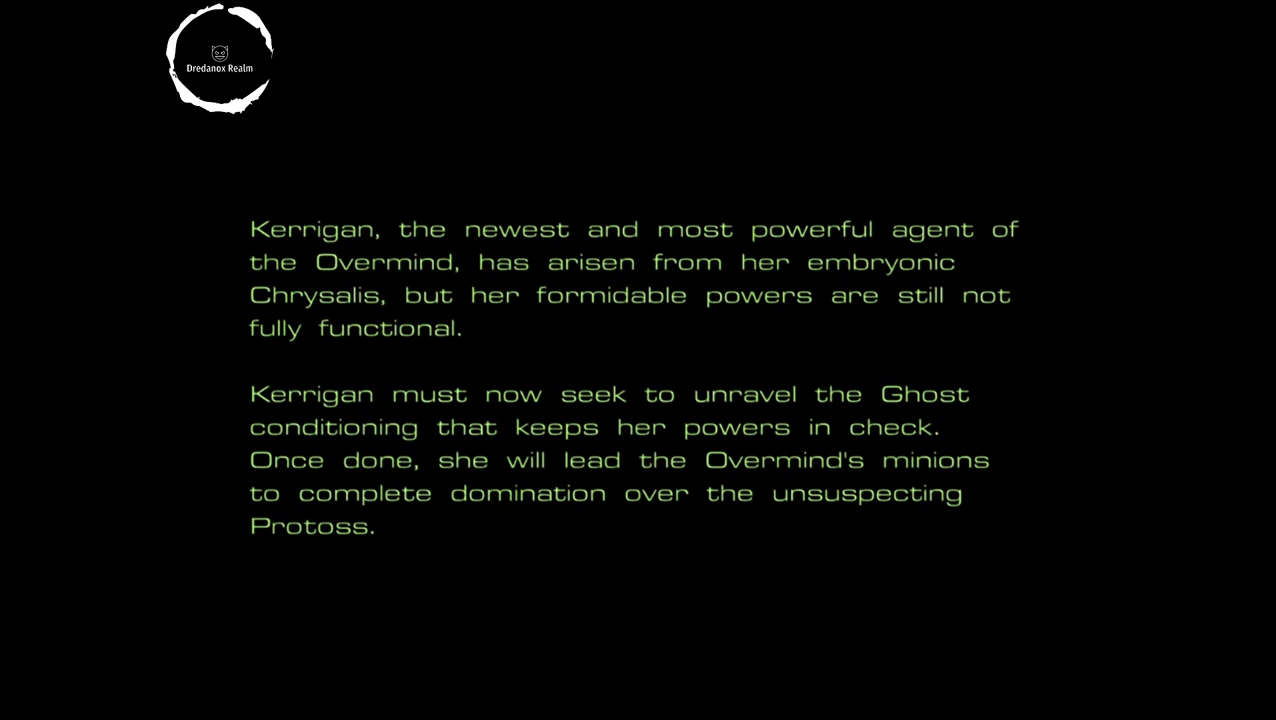 Dredanox Realm
Kerrigan, the newest and most powerful agent of
the Overmind, has arisen from her embryonic
Chrysalis, but her formidable powers are still not
fully functional.
Kerrigan must now seek to unravel the Ghost
conditioning that keeps her powers in check.
Once done, she will lead the Overmind's minions
to complete domination over the unsuspecting
Protoss.